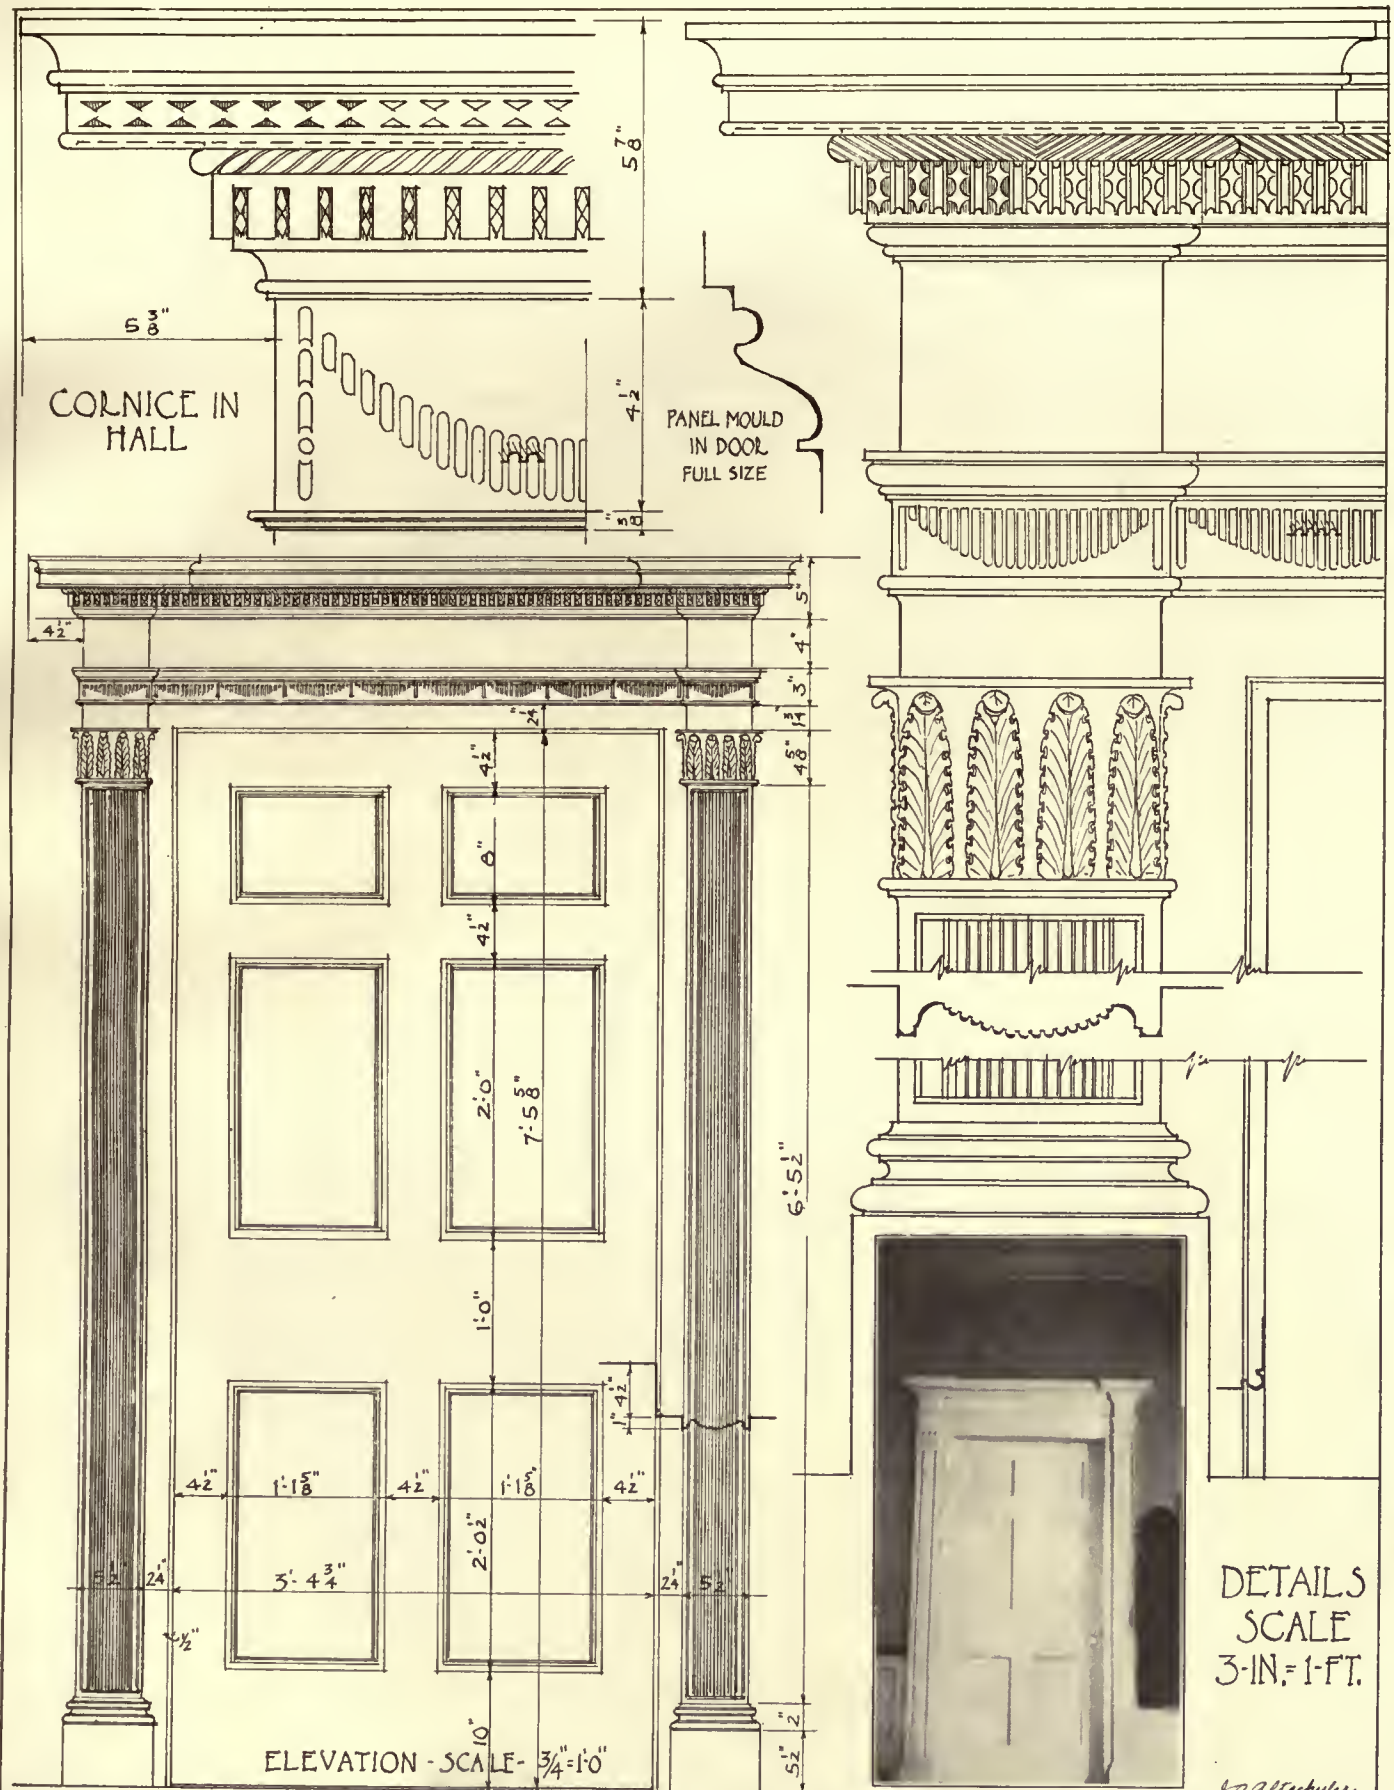 5 7/8"
5 3/8"
CORNICE IN
HALL
4 1/2"
PANEL MOULD
IN DOOR
FULL SIZE
3/8"
4 1/2"
5"
4"
3"
2 1/4"
1 3/4"
4 5/8"
4 1/2"
8"
4 1/2"
2'-0"
7'-5 5/8"
6'-5 1/2"
1'-0"
4 1/2"
1"
4 1/2" 1'-1 5/8" 4 1/2" 1'-1 5/8" 4 1/2"
2'-0 1/2"
5 1/2" 2 1/4" 3'-4 3/4" 2 1/4" 5 1/2"
1/2"
DETAILS
SCALE
3-IN.=1-FT.
2"
10"
5 1/2"
ELEVATION-SCALE-3/4"=1'0"